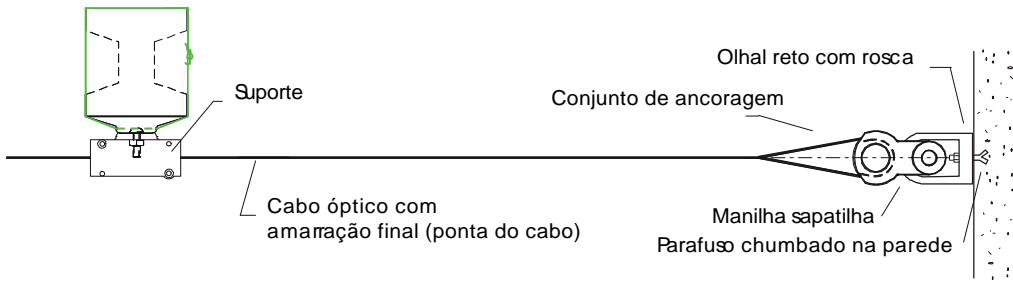 Olhal reto com rosca
Suporte
Conjunto de ancoragem
Cabo óptico com
amarração final (ponta do cabo)
Manilha sapatilha
Parafuso chumbado na parede